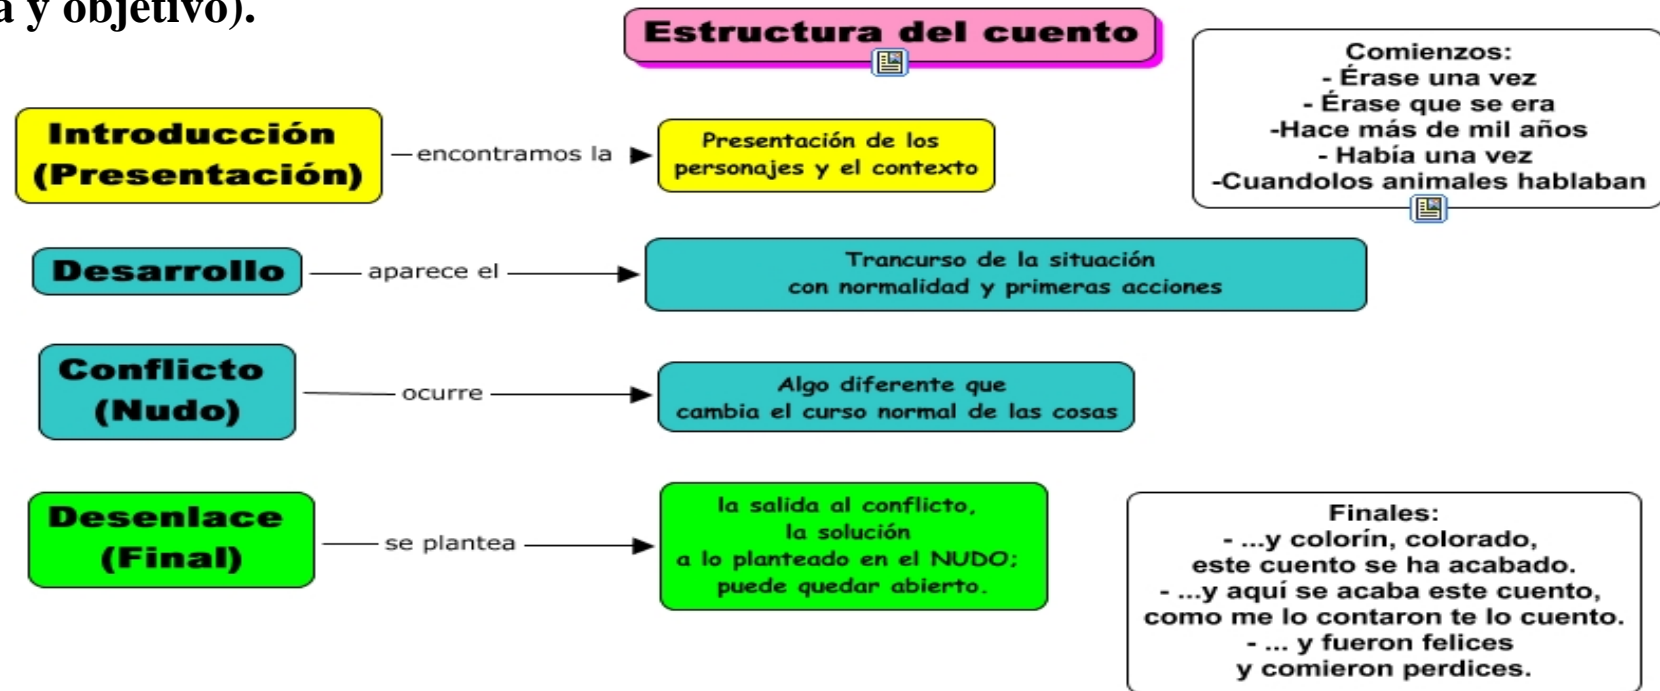 a y objetivo).
Estructura del cuento
Comienzos:
- Érase una vez
- Érase que se era
-Hace más de mil años
- Había una vez
-Cuandolos animales hablaban
Introducción
(Presentación)
encontramos la
Presentación de los
personajes y el contexto
Desarrollo
aparece el
Trancurso de la situación
con normalidad y primeras acciones
Conflicto
(Nudo)
ocurre
Algo diferente que
cambia el curso normal de las cosas
Desenlace
(Final)
se plantea
la salida al conflicto,
la solución
a lo planteado en el NUDO;
puede quedar abierto.
Finales:
- ...y colorín, colorado,
este cuento se ha acabado.
- ...y aquí se acaba este cuento,
como me lo contaron te lo cuento.
- ... y fueron felices
y comieron perdices.